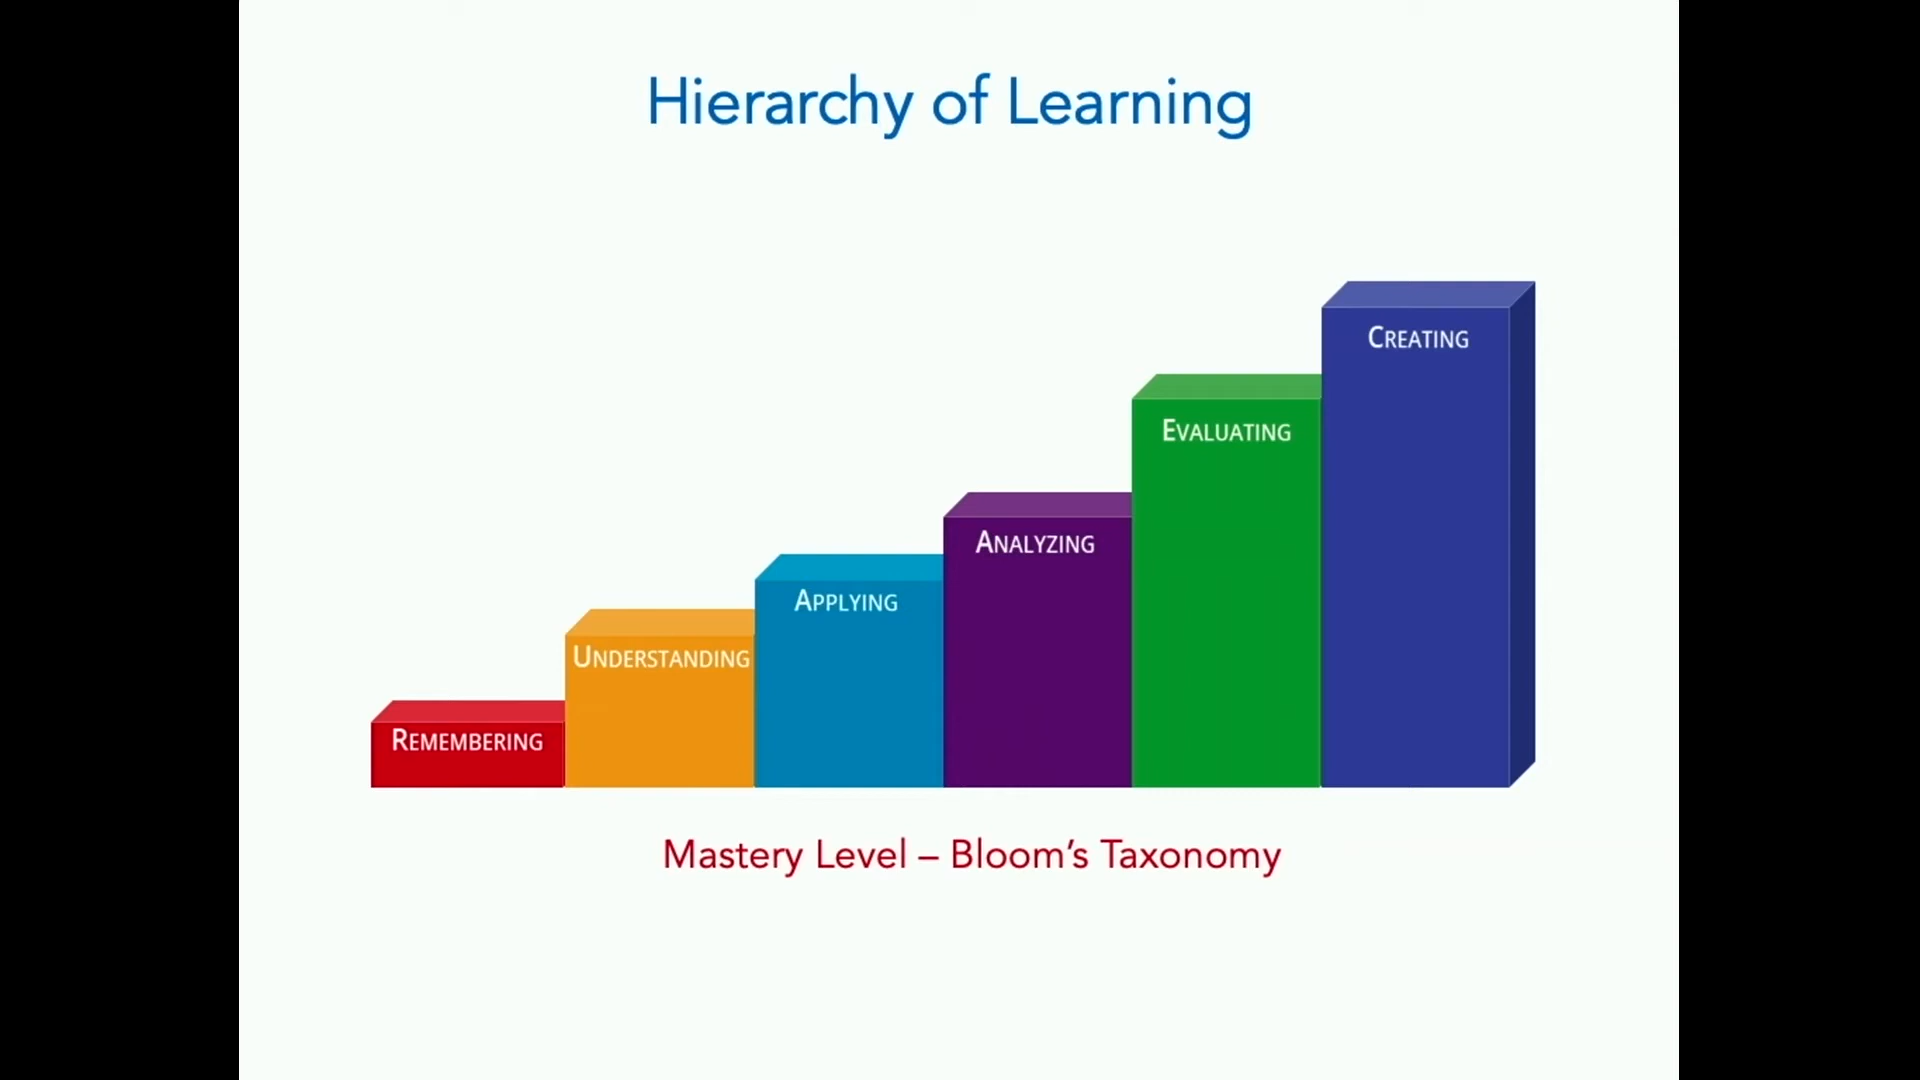 Hierarchy of Learning
Creating
Evaluating
Analyzing
Applying
Understanding
Remembering
Mastery Level – Bloom’s Taxonomy